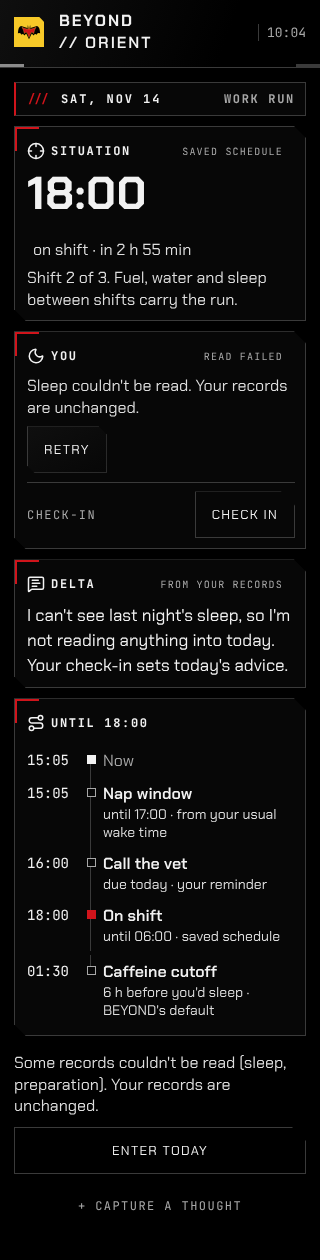 BEYOND
// ORIENT
10:04
/// SAT, NOV 14 WORK RUN
SITUATION SAVED SCHEDULE
18:00
on shift · in 2 h 55 min
Shift 2 of 3. Fuel, water and sleep
between shifts carry the run.
YOU READ FAILED
Sleep couldn't be read. Your records
are unchanged.
RETRY
CHECK-IN CHECK IN
DELTA FROM YOUR RECORDS
I can't see last night's sleep, so I'm
not reading anything into today.
Your check-in sets today's advice.
UNTIL 18:00
15:05 Now
15:05 Nap window
until 17:00 · from your usual
wake time
16:00 Call the vet
due today · your reminder
18:00 On shift
until 06:00 · saved schedule
01:30 Caffeine cutoff
6 h before you'd sleep ·
BEYOND's default
Some records couldn't be read (sleep,
preparation). Your records are
unchanged.
ENTER TODAY
+ CAPTURE A THOUGHT